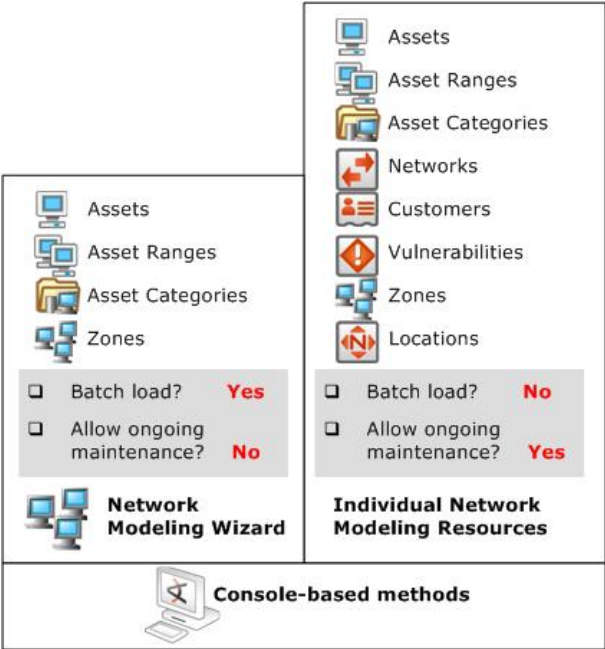 Assets
Asset Ranges
Asset Categories
Zones
Batch load? Yes
Allow ongoing
maintenance? No
Network
Modeling Wizard
Assets
Asset Ranges
Asset Categories
Networks
Customers
Vulnerabilities
Zones
Locations
Batch load? No
Allow ongoing
maintenance? Yes
Individual Network
Modeling Resources
Console-based methods